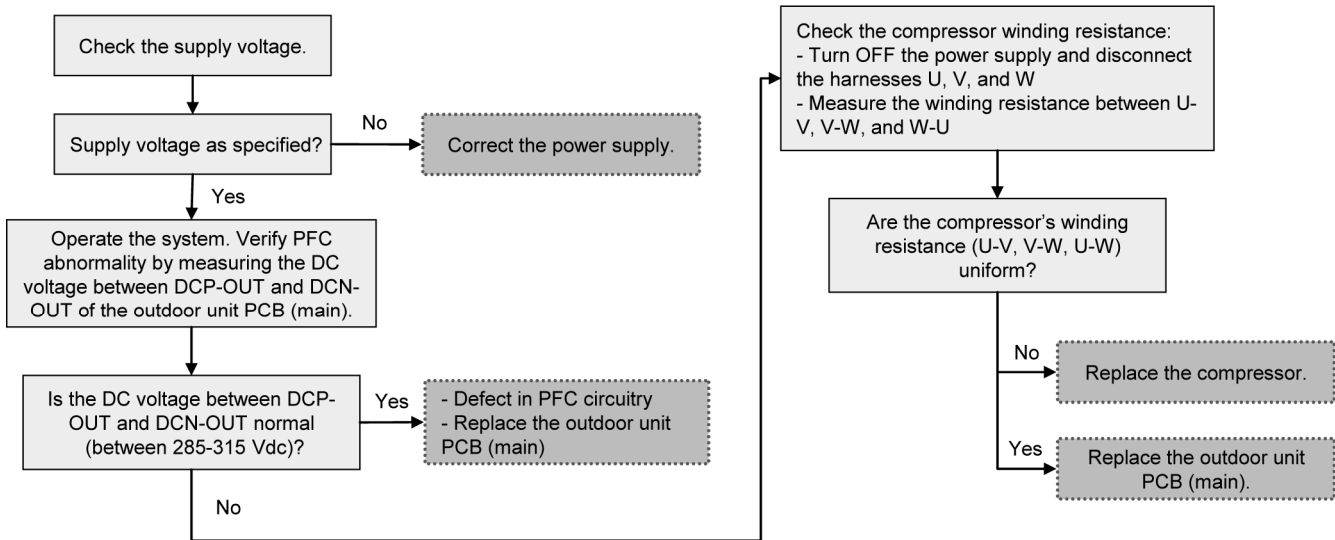 Check the supply voltage.
Supply voltage as specified?
No
Correct the power supply.
Yes
Operate the system. Verify PFC
abnormality by measuring the DC
voltage between DCP-OUT and DCN-
OUT of the outdoor unit PCB (main).
Is the DC voltage between DCP-
OUT and DCN-OUT normal
(between 285-315 Vdc)?
Yes
- Defect in PFC circuitry
- Replace the outdoor unit
PCB (main)
No
Check the compressor winding resistance:
- Turn OFF the power supply and disconnect
the harnesses U, V, and W
- Measure the winding resistance between U-
V, V-W, and W-U
Are the compressor’s winding
resistance (U-V, V-W, U-W)
uniform?
No
Replace the compressor.
Yes
Replace the outdoor unit
PCB (main).